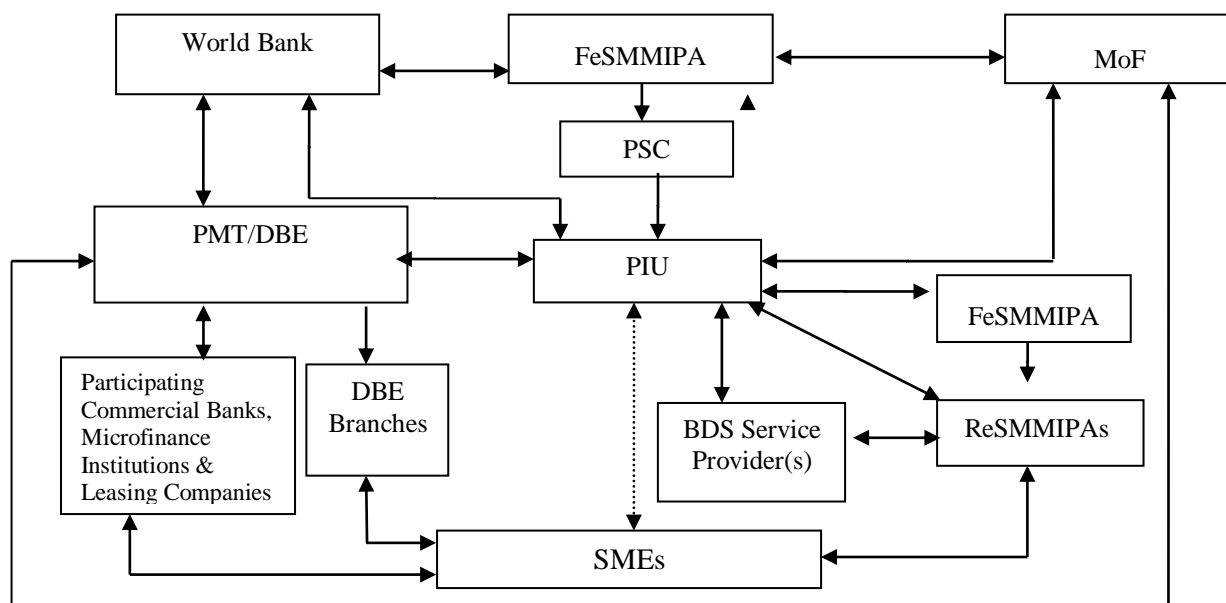 World Bank
FeSMMIPA
MoF
PSC
PMT/DBE
PIU
FeSMMIPA
Participating
Commercial Banks,
Microfinance
Institutions &
Leasing Companies
DBE
Branches
BDS Service
Provider(s)
ReSMMIPAs
SMEs